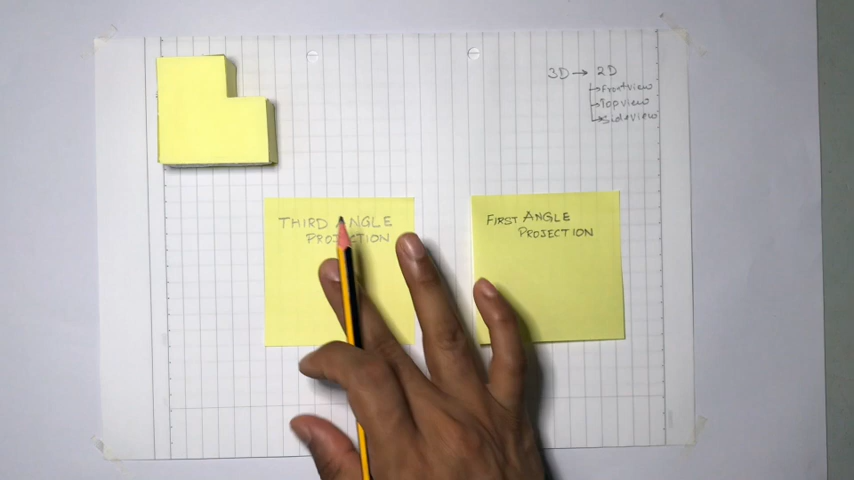 3D → 2D
Frontview
Topview
Sideview
THIRD ANGLE
PROJECTION
FIRST ANGLE
PROJECTION